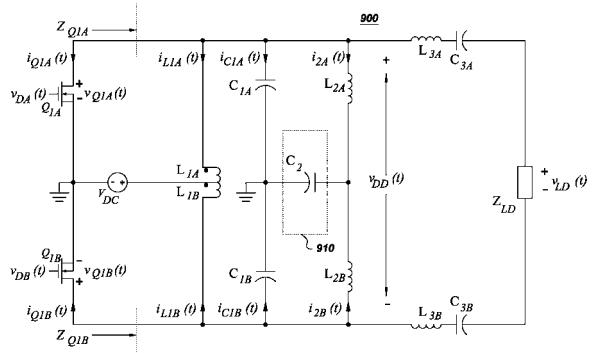 900
Z_Q1A
i_Q1A(t) i_L1A(t) i_C1A(t) i_2A(t) L_3A C_3A
+
v_DA(t) + v_Q1A(t) - Q_1A C_1A L_2A
C_2
L_1A
V_DC - + L_1B
v_DD(t) Z_LD + - v_LD(t)
910
Q_1B - v_DB(t) v_Q1B(t) + C_1B L_2B
-
i_Q1B(t) i_L1B(t) i_C1B(t) i_2B(t) L_3B C_3B
Z_Q1B